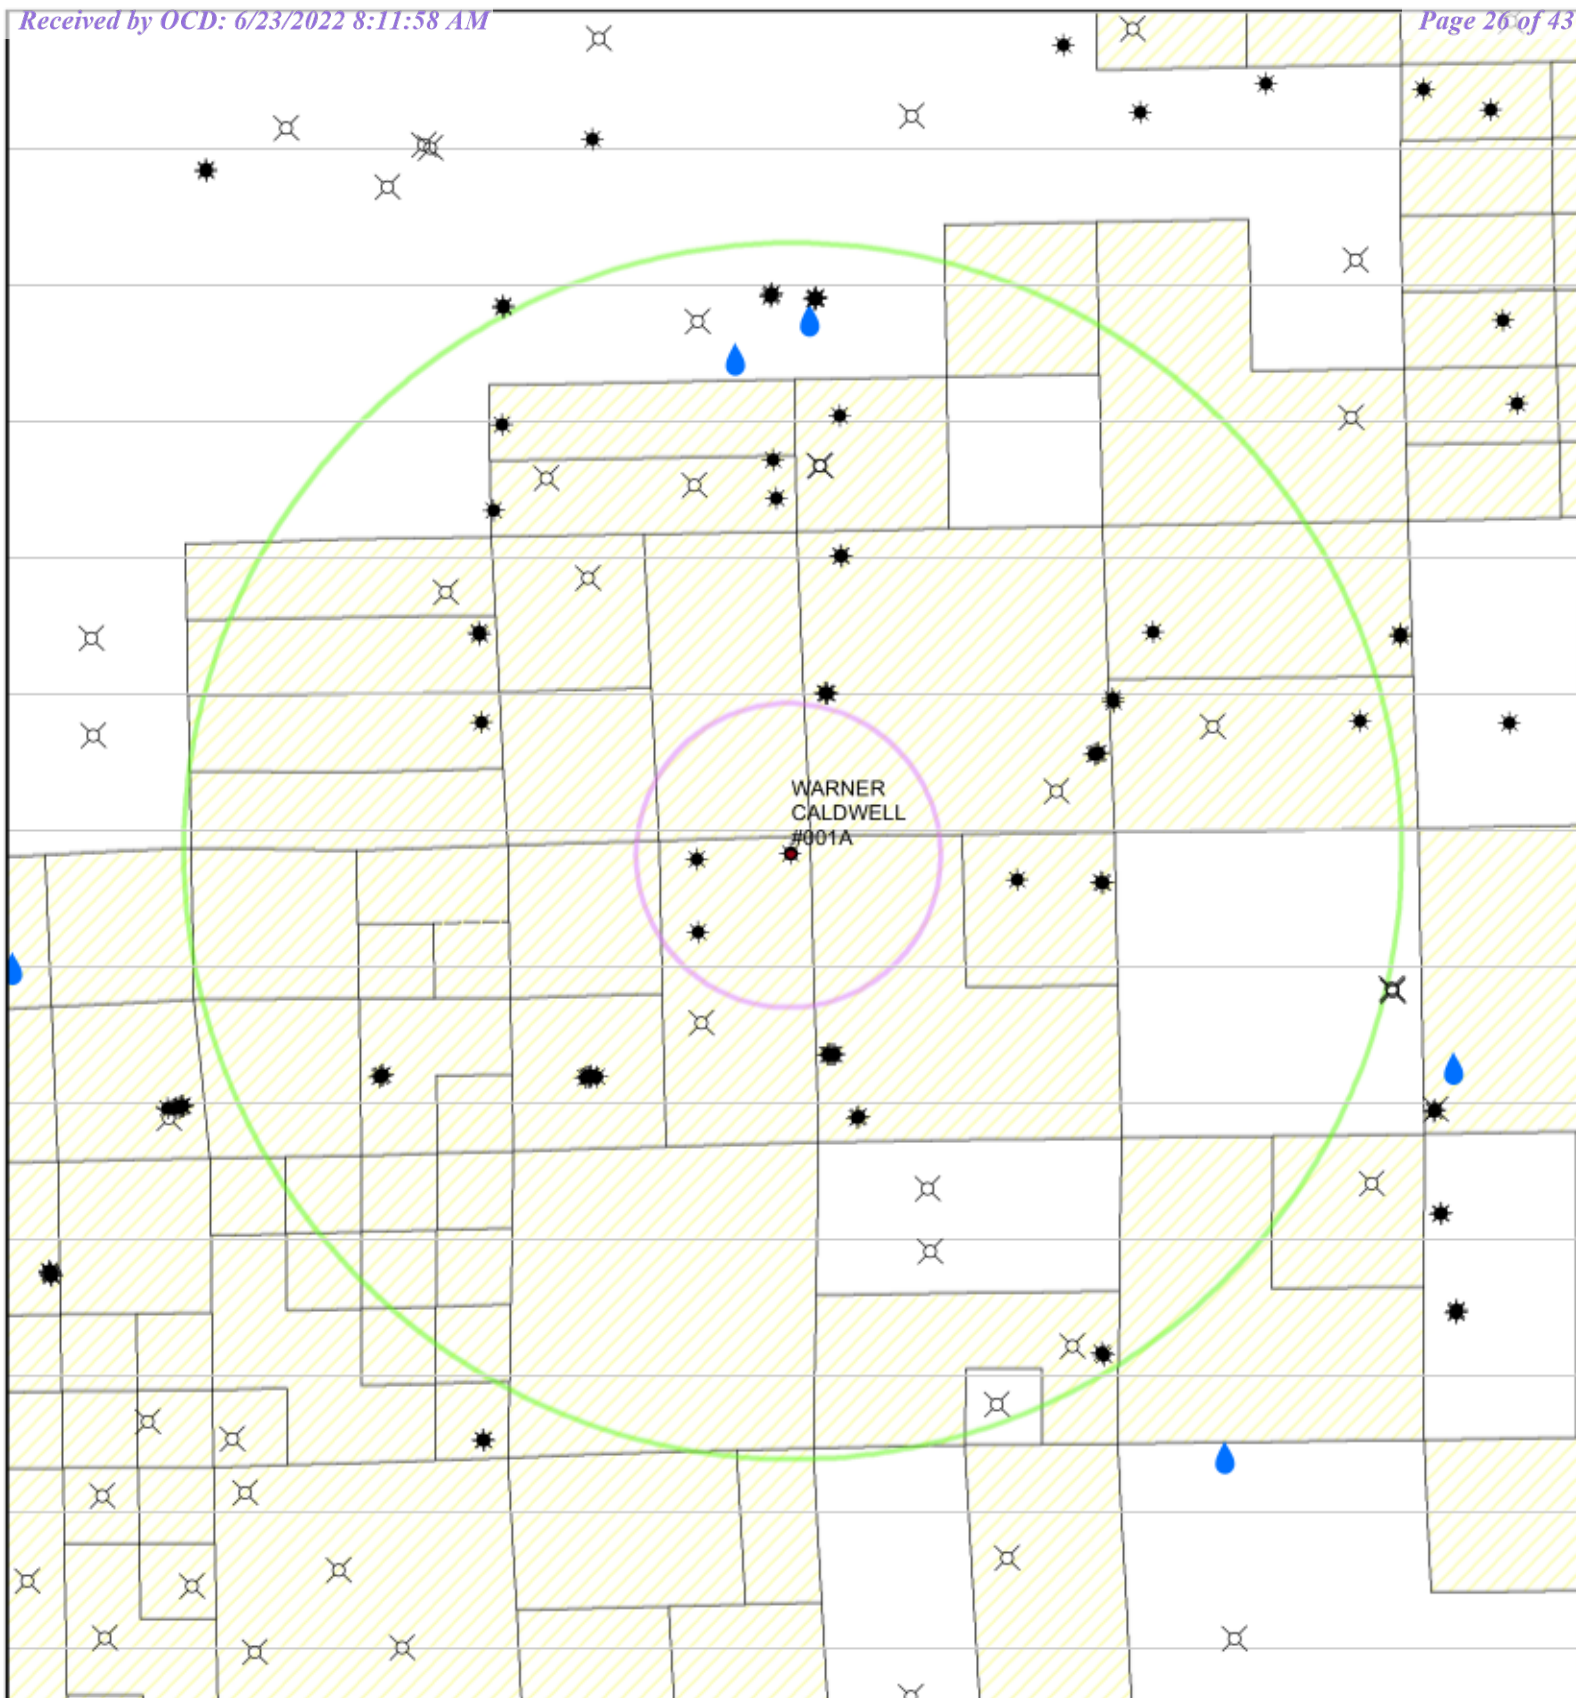 Received by OCD: 6/23/2022 8:11:58 AM
Page 26 of 43
WARNER
CALDWELL
#001A